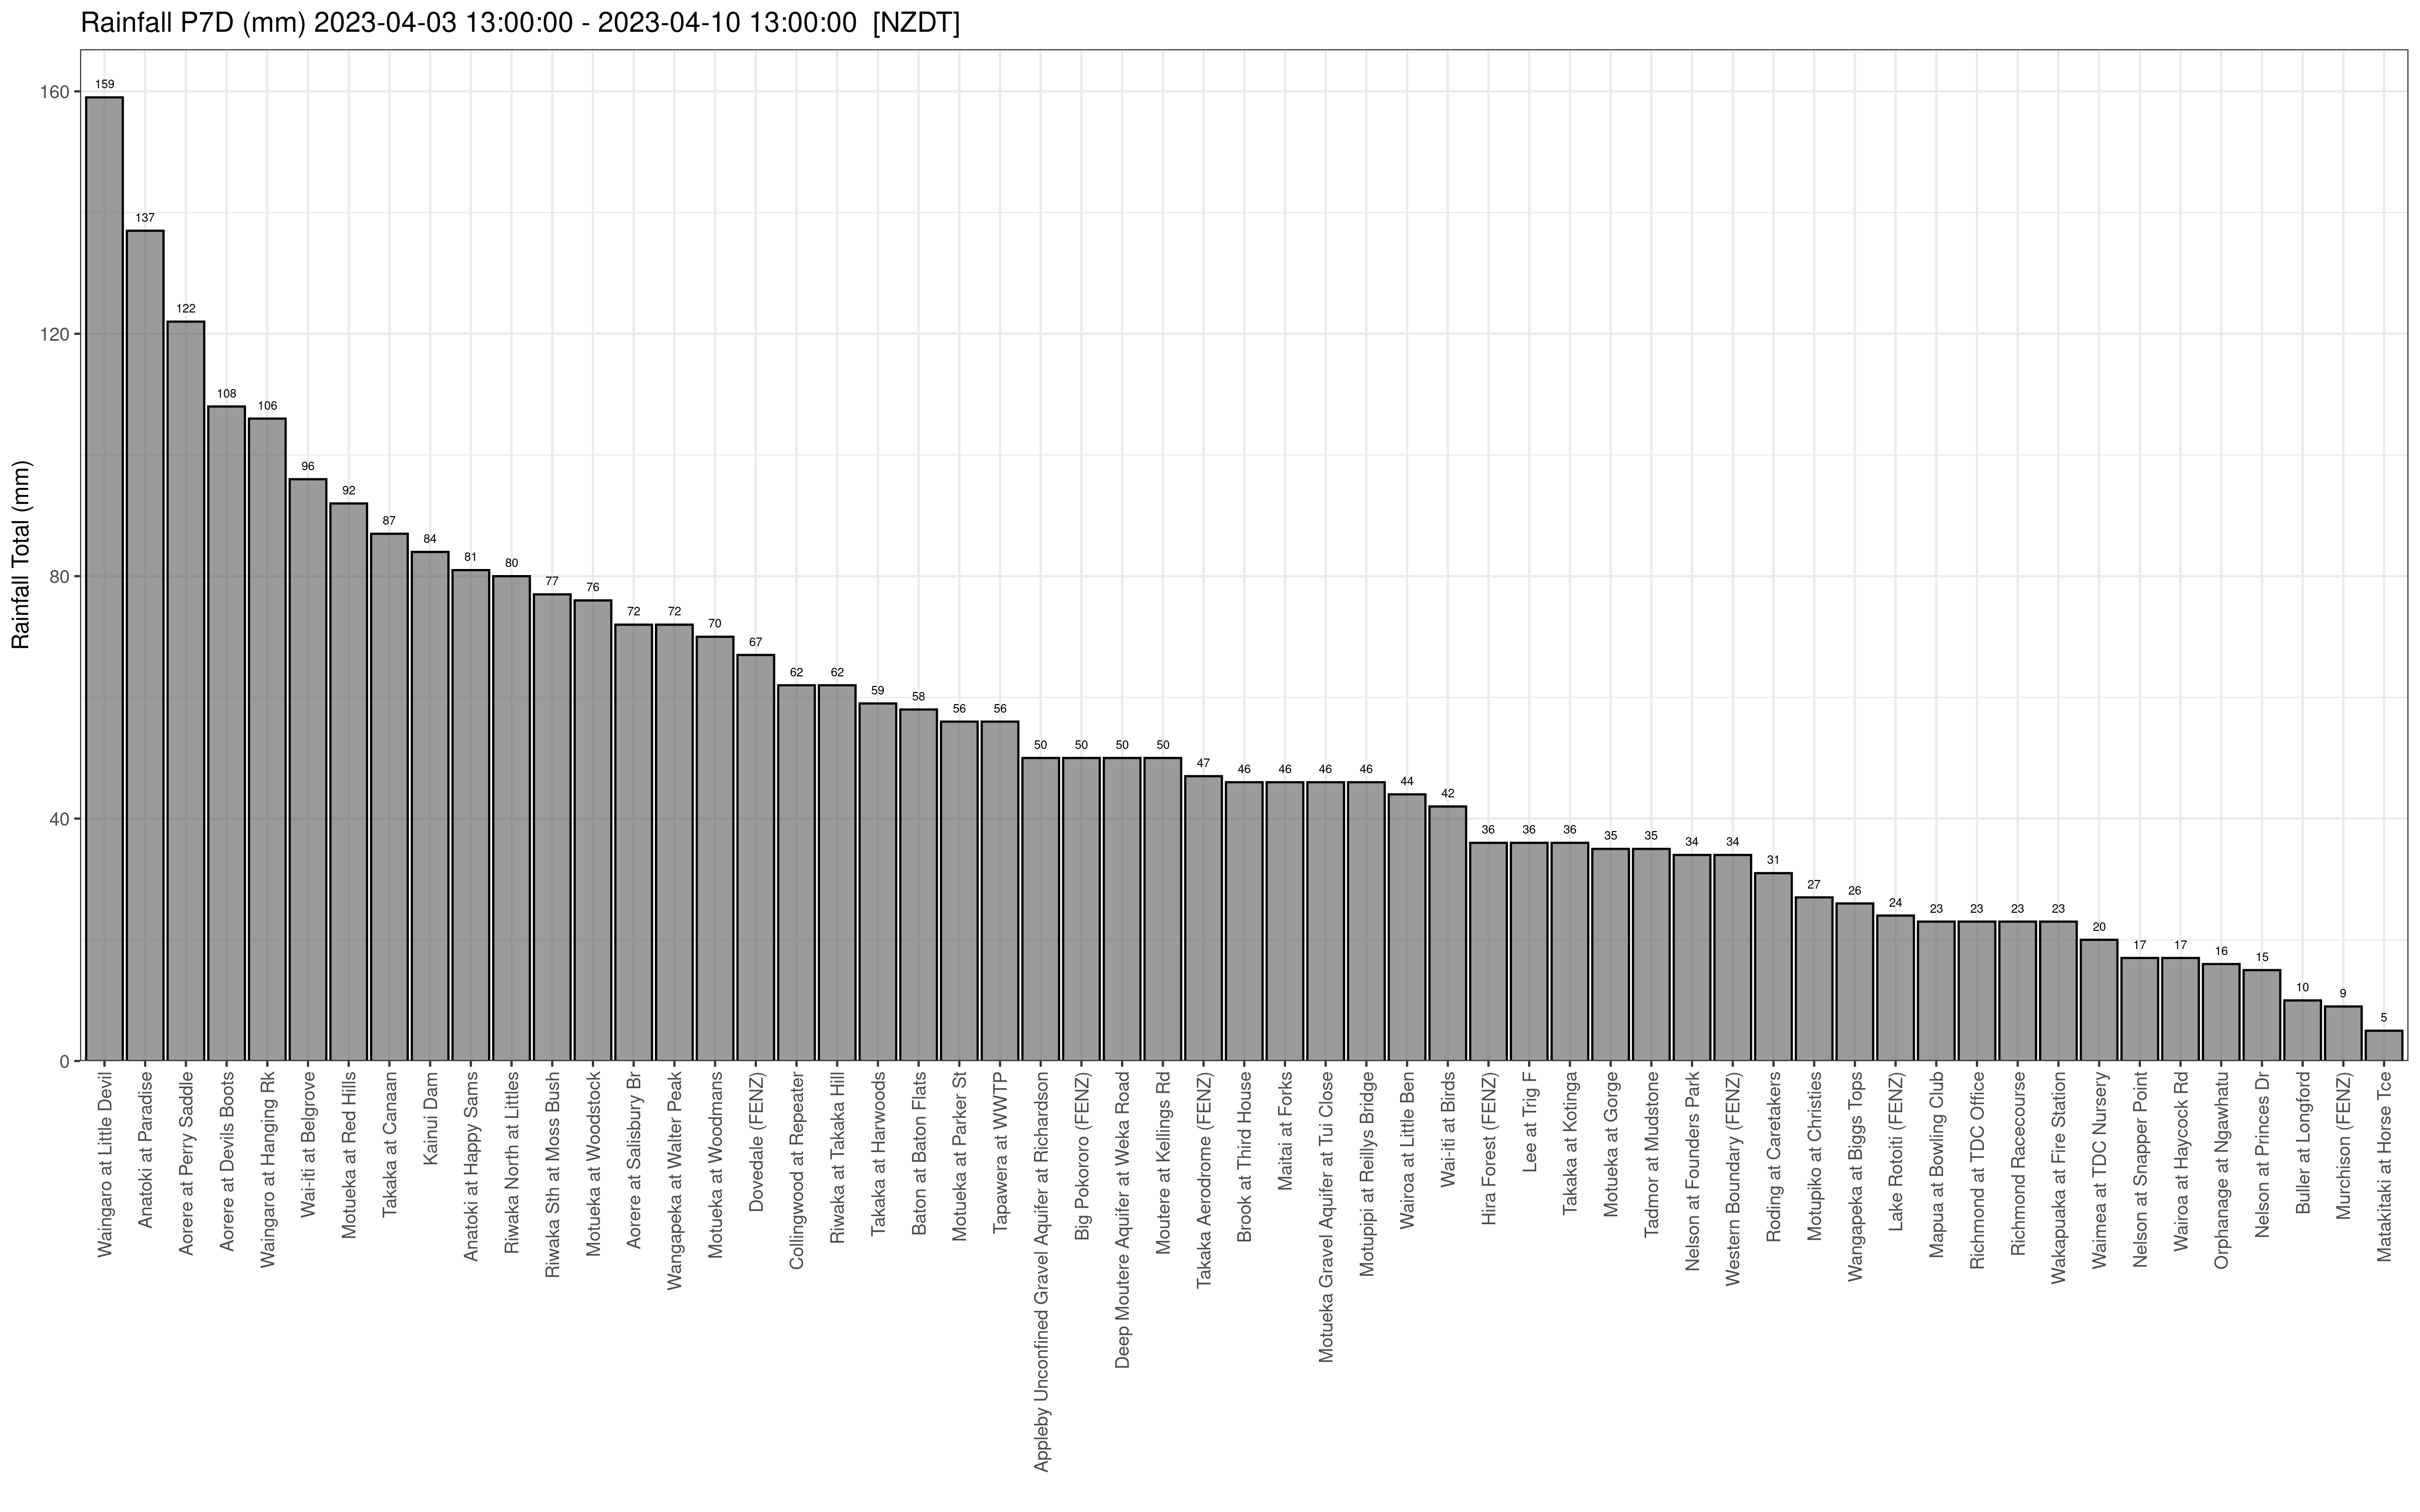 Rainfall P7D (mm) 2023-04-03 13:00:00 - 2023-04-10 13:00:00 [NZDT]
Rainfall Total (mm)
160
120
80
40
0
159
137
122
108
106
96
92
87
84
81
80
77
76
72
72
70
67
62
62
59
58
56
56
50
50
50
50
47
46
46
46
46
44
42
36
36
36
35
35
34
34
31
27
26
24
23
23
23
23
20
17
17
16
15
10
9
5
Waingaro at Little Devil
Anatoki at Paradise
Aorere at Perry Saddle
Aorere at Devils Boots
Waingaro at Hanging Rk
Wai-iti at Belgrove
Motueka at Red Hills
Takaka at Canaan
Kainui Dam
Anatoki at Happy Sams
Riwaka North at Littles
Riwaka Sth at Moss Bush
Motueka at Woodstock
Aorere at Salisbury Br
Wangapeka at Walter Peak
Motueka at Woodmans
Dovedale (FENZ)
Collingwood at Repeater
Riwaka at Takaka Hill
Takaka at Harwoods
Baton at Baton Flats
Motueka at Parker St
Tapawera at WWTP
Appleby Unconfined Gravel Aquifer at Richardson
Big Pokororo (FENZ)
Deep Moutere Aquifer at Weka Road
Moutere at Kellings Rd
Takaka Aerodrome (FENZ)
Brook at Third House
Maitai at Forks
Motueka Gravel Aquifer at Tui Close
Motupipi at Reillys Bridge
Wairoa at Little Ben
Wai-iti at Birds
Hira Forest (FENZ)
Lee at Trig F
Takaka at Kotinga
Motueka at Gorge
Tadmor at Mudstone
Nelson at Founders Park
Western Boundary (FENZ)
Roding at Caretakers
Motupiko at Christies
Wangapeka at Biggs Tops
Lake Rotoiti (FENZ)
Mapua at Bowling Club
Richmond at TDC Office
Richmond Racecourse
Wakapuaka at Fire Station
Waimea at TDC Nursery
Nelson at Snapper Point
Wairoa at Haycock Rd
Orphanage at Ngawhatu
Nelson at Princes Dr
Buller at Longford
Murchison (FENZ)
Matakitaki at Horse Tce